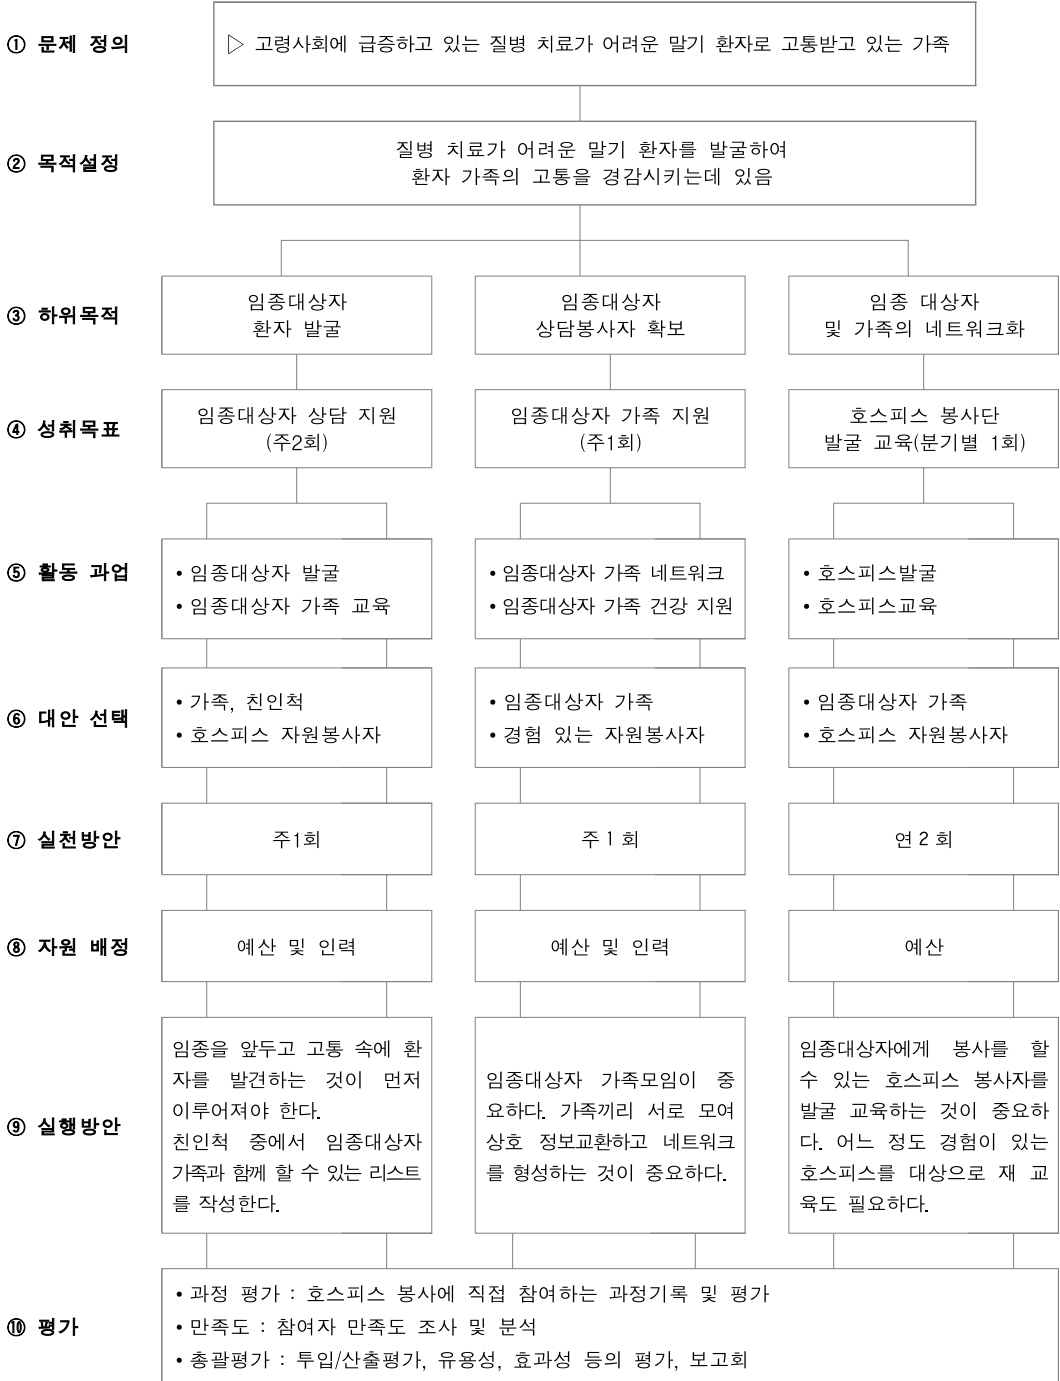 ① 문제 정의
▷ 고령사회에 급증하고 있는 질병 치료가 어려운 말기 환자로 고통받고 있는 가족
② 목적설정
질병 치료가 어려운 말기 환자를 발굴하여
환자 가족의 고통을 경감시키는데 있음
③ 하위목적
임종대상자
환자 발굴
임종대상자
상담봉사자 확보
임종 대상자
및 가족의 네트워크화
④ 성취목표
임종대상자 상담 지원
(주2회)
임종대상자 가족 지원
(주1회)
호스피스 봉사단
발굴 교육(분기별 1회)
⑤ 활동 과업
• 임종대상자 발굴
• 임종대상자 가족 교육
• 임종대상자 가족 네트워크
• 임종대상자 가족 건강 지원
• 호스피스발굴
• 호스피스교육
⑥ 대안 선택
• 가족, 친인척
• 호스피스 자원봉사자
• 임종대상자 가족
• 경험 있는 자원봉사자
• 임종대상자 가족
• 호스피스 자원봉사자
⑦ 실천방안
주1회
주 1 회
연 2 회
⑧ 자원 배정
예산 및 인력
예산 및 인력
예산
⑨ 실행방안
임종을 앞두고 고통 속에 환
자를 발견하는 것이 먼저
이루어져야 한다.
친인척 중에서 임종대상자
가족과 함께 할 수 있는 리스트
를 작성한다.
임종대상자 가족모임이 중
요하다. 가족끼리 서로 모여
상호 정보교환하고 네트워크
를 형성하는 것이 중요하다.
임종대상자에게 봉사를 할
수 있는 호스피스 봉사자를
발굴 교육하는 것이 중요하
다. 어느 정도 경험이 있는
호스피스를 대상으로 재 교
육도 필요하다.
⑩ 평가
• 과정 평가 : 호스피스 봉사에 직접 참여하는 과정기록 및 평가
• 만족도 : 참여자 만족도 조사 및 분석
• 총괄평가 : 투입/산출평가, 유용성, 효과성 등의 평가, 보고회